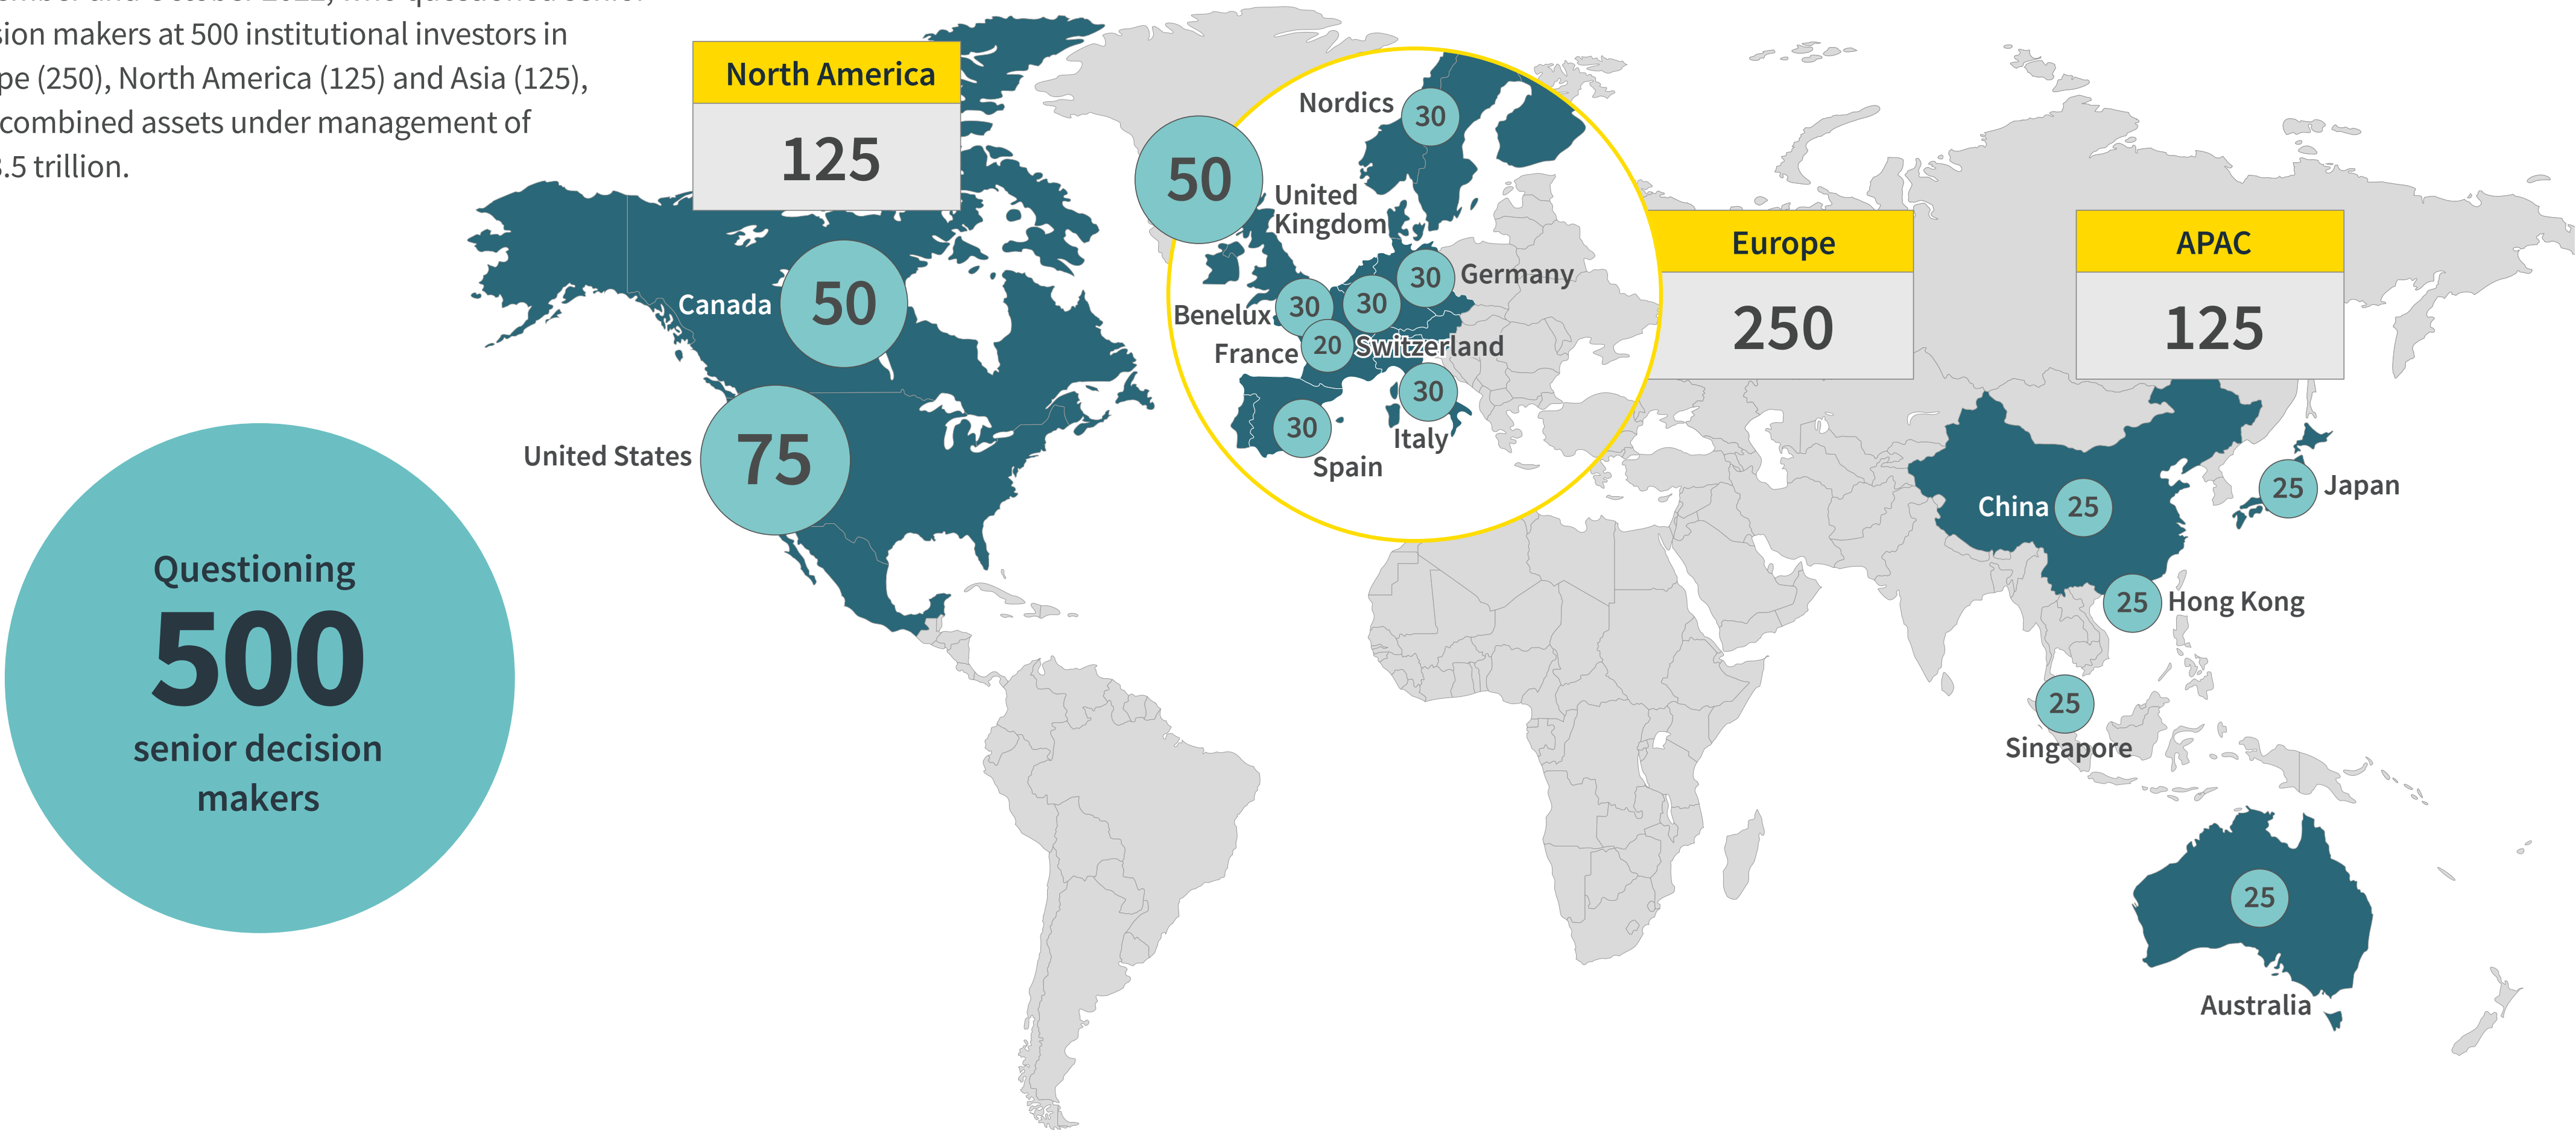 sion makers at 500 institutional investors in
pe (250), North America (125) and Asia (125),
combined assets under management of
.5 trillion.
North America
125
Canada
50
United States
75
Questioning
500
senior decision
makers
Nordics
30
50
United
Kingdom
30
Germany
Benelux
30
30
France
20
Switzerland
30
Italy
30
Spain
Europe
250
APAC
125
China
25
25
Japan
25
Hong Kong
25
Singapore
25
Australia